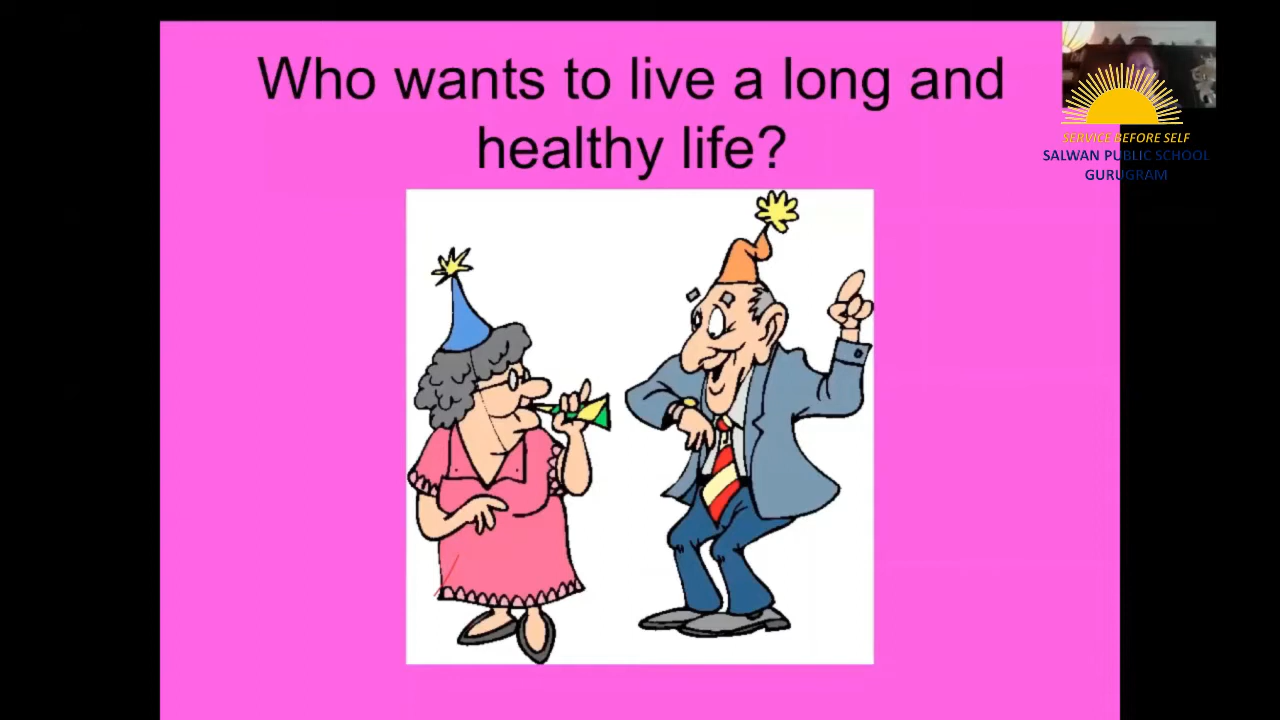 Who wants to live a long and
healthy life?
SERVICE BEFORE SELF
SALWAN PUBLIC SCHOOL
GURUGRAM